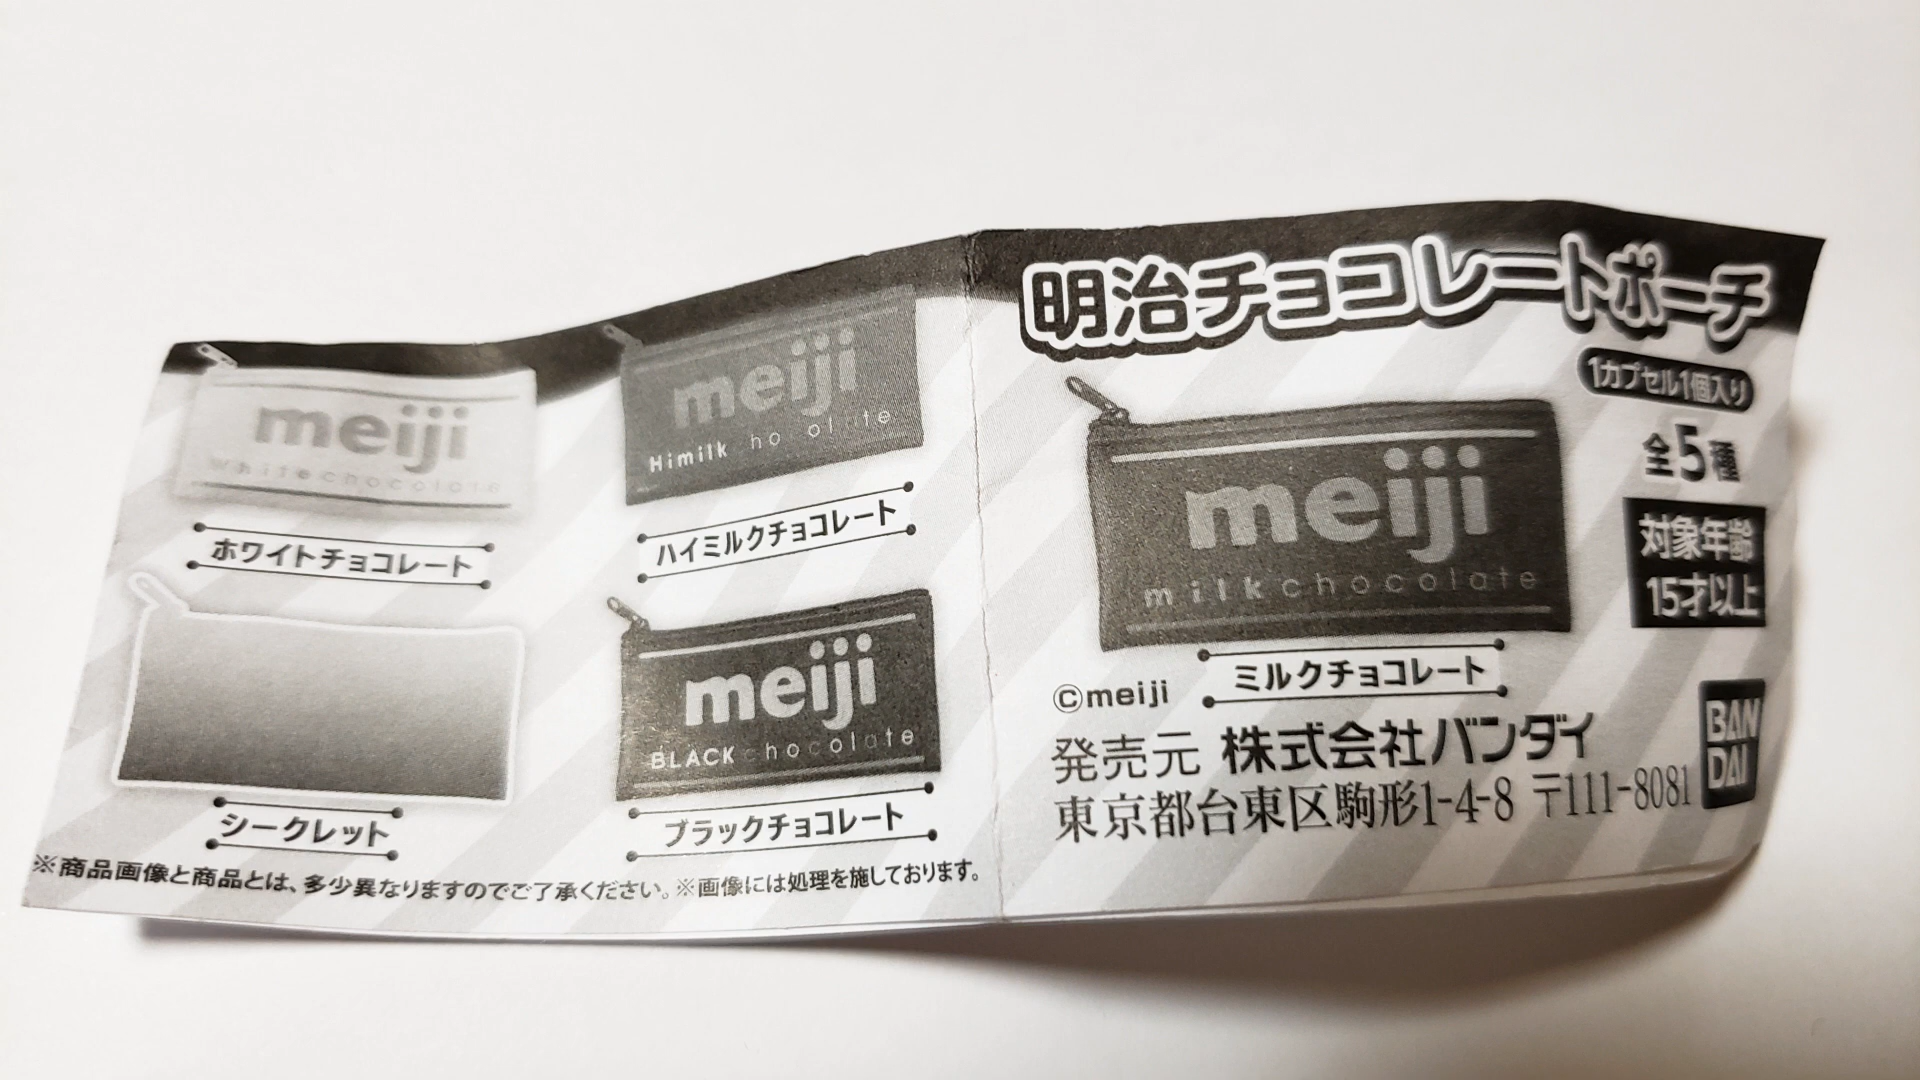 meiji
Whitechocolate
ホワイトチョコレート
meiji
Himilk ho ol te
ハイミルクチョコレート
シークレット
meiji
BLACK chocolate
ブラックチョコレート
※商品画像と商品とは、多少異なりますのでご了承ください。※画像には処理を施しております。
明治チョコレートポーチ
1カプセル1個入り
全5種
対象年齢
15才以上
meiji
milkchocolate
ミルクチョコレート
©meiji
発売元 株式会社バンダイ
東京都台東区駒形1-4-8 〒111-8081
BAN
DAI